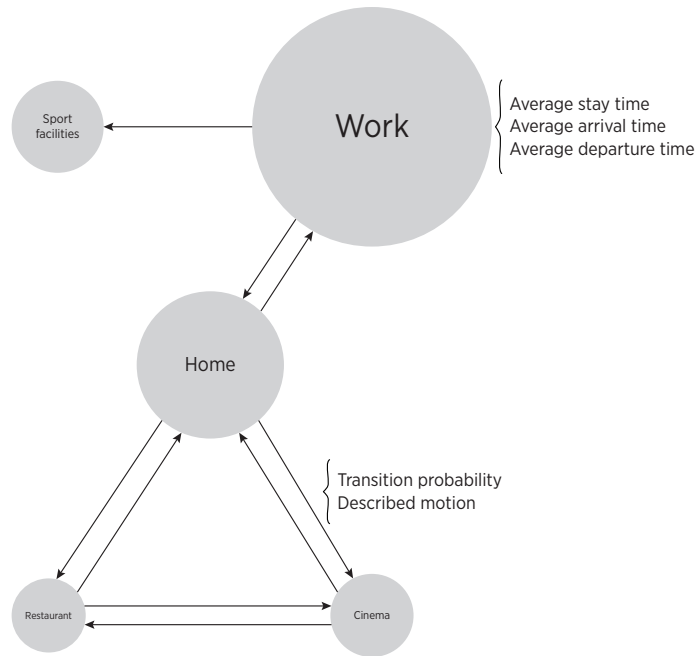 Sport
facilities
Work
Average stay time
Average arrival time
Average departure time
Home
Transition probability
Described motion
Restaurant
Cinema